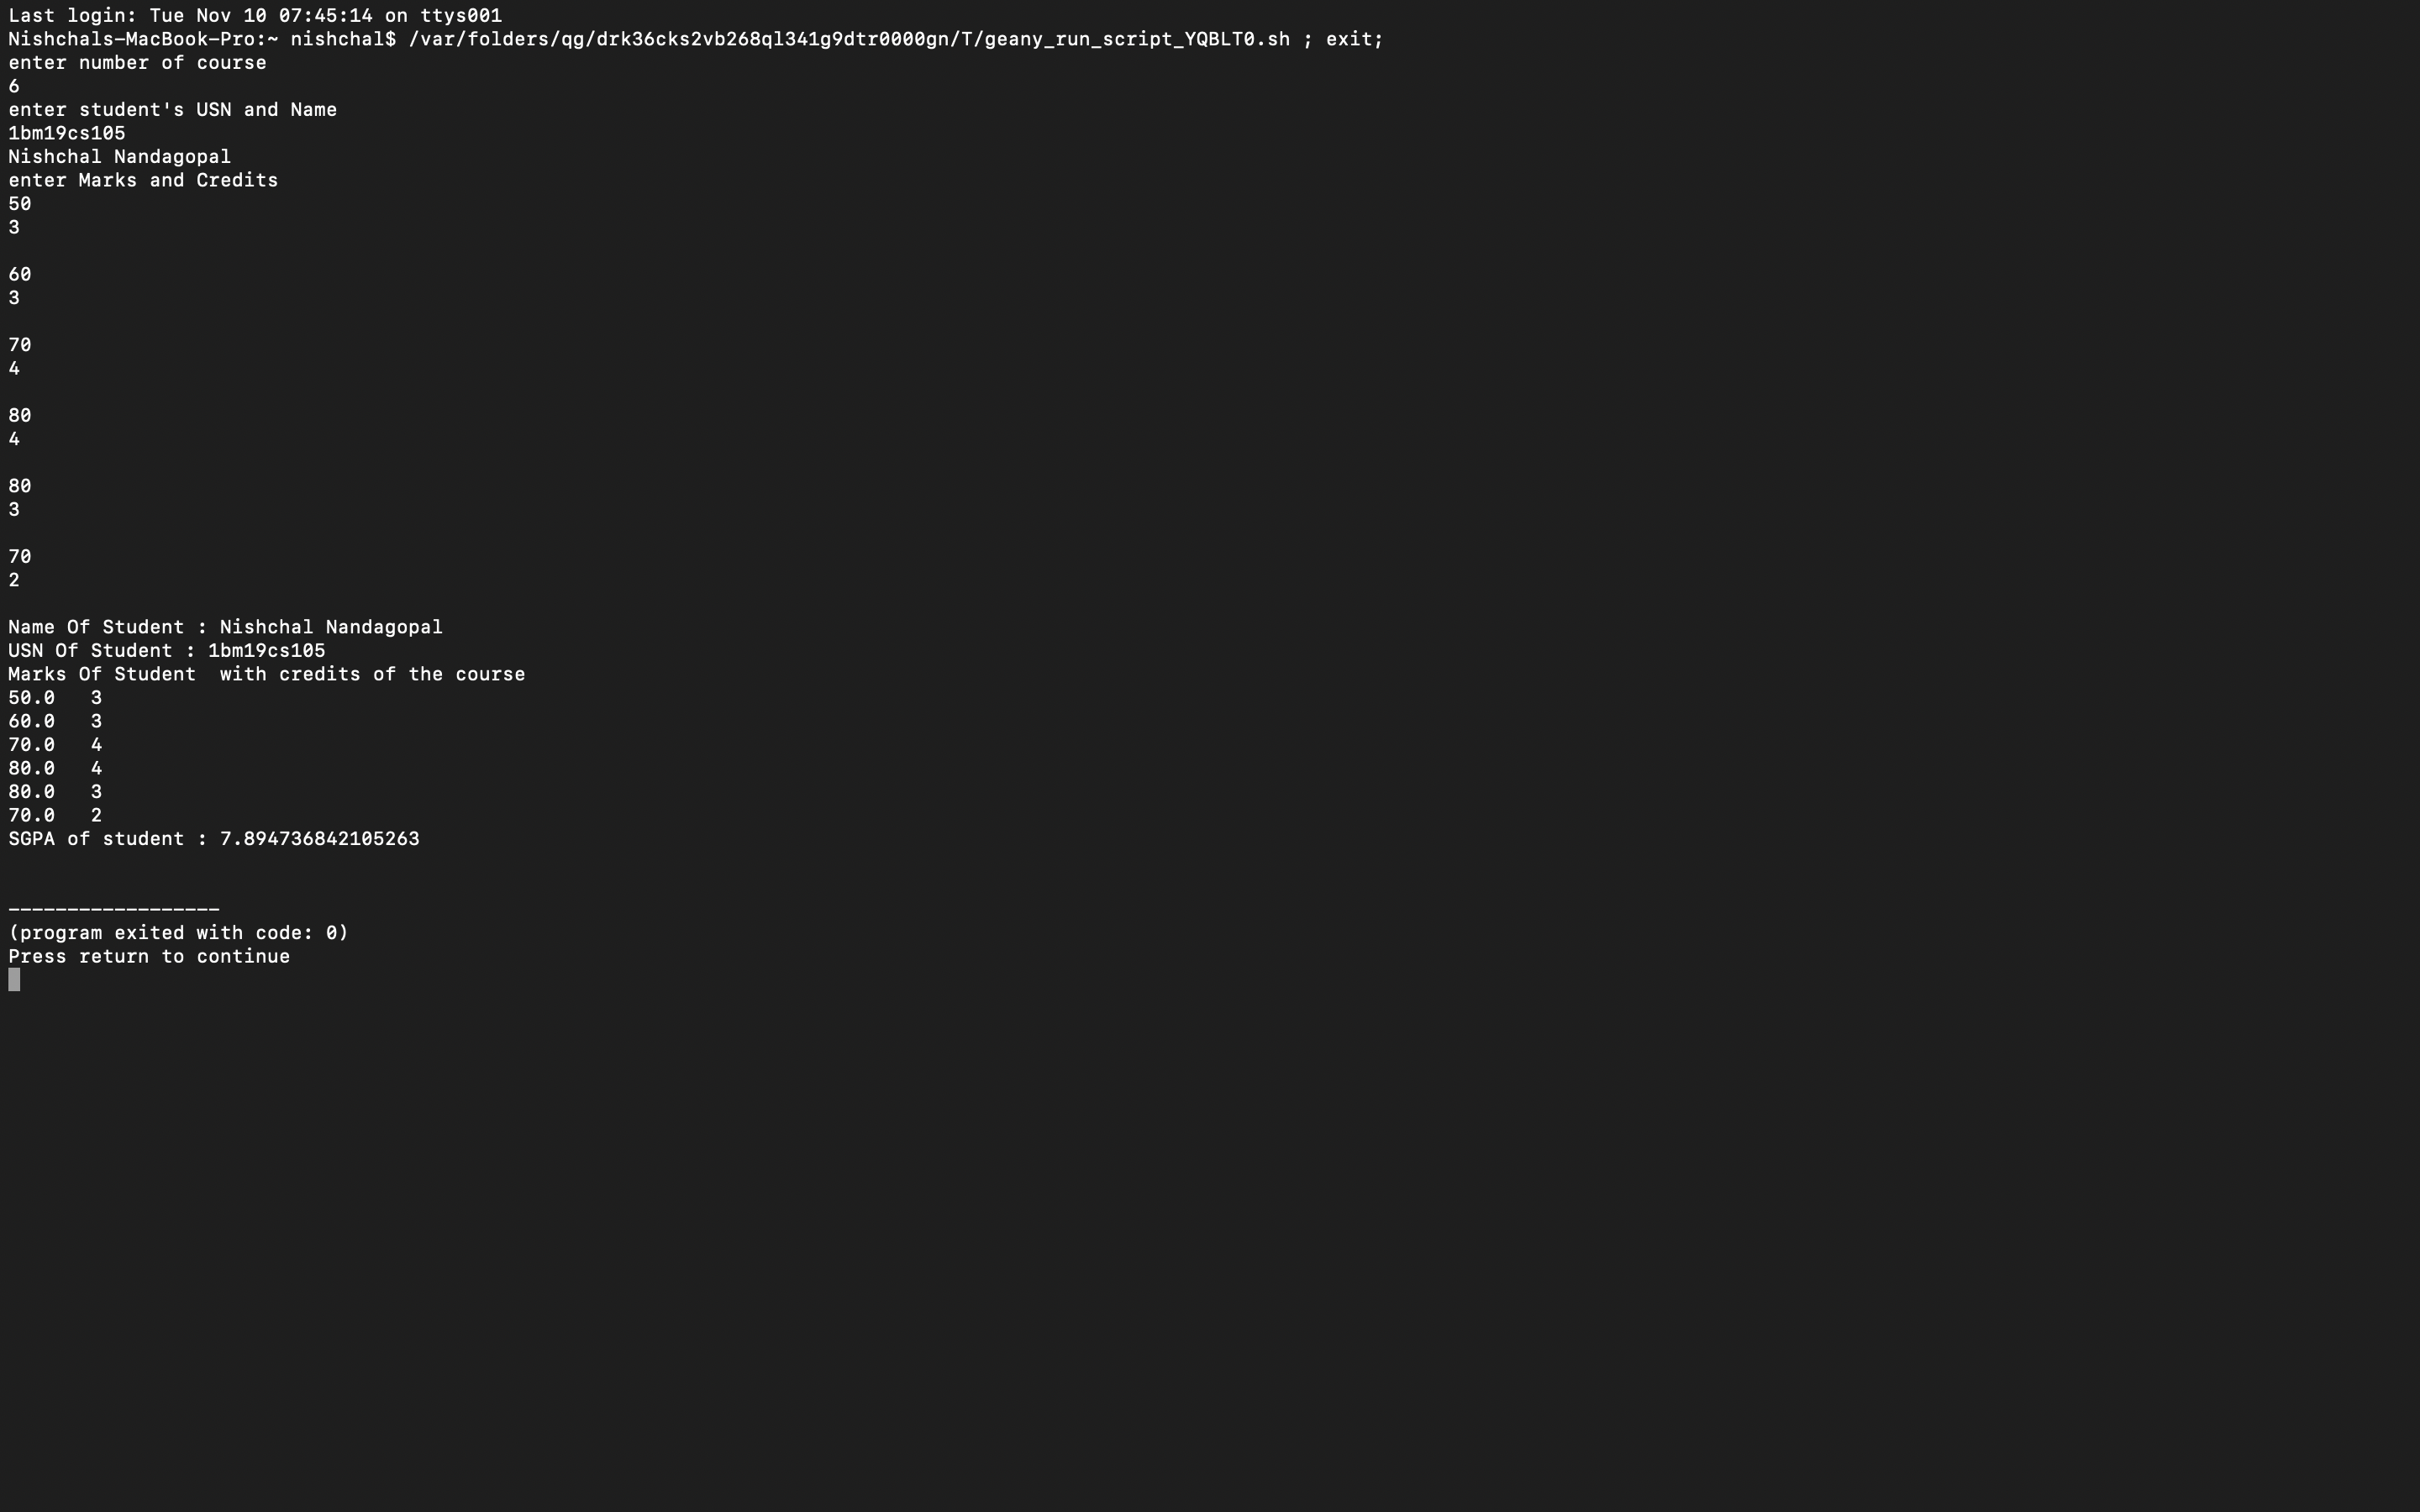 Last login: Tue Nov 10 07:45:14 on ttys001
Nishchals-MacBook-Pro:~ nishchal$ /var/folders/qg/drk36cks2vb268ql341g9dtr0000gn/T/geany_run_script_YQBLT0.sh ; exit;
enter number of course
6
enter student's USN and Name
1bm19cs105
Nishchal Nandagopal
enter Marks and Credits
50
3
60
3
70
4
80
4
80
3
70
2
Name Of Student : Nishchal Nandagopal
USN Of Student : 1bm19cs105
Marks Of Student  with credits of the course
50.0   3
60.0   3
70.0   4
80.0   4
80.0   3
70.0   2
SGPA of student : 7.894736842105263
------------------
(program exited with code: 0)
Press return to continue